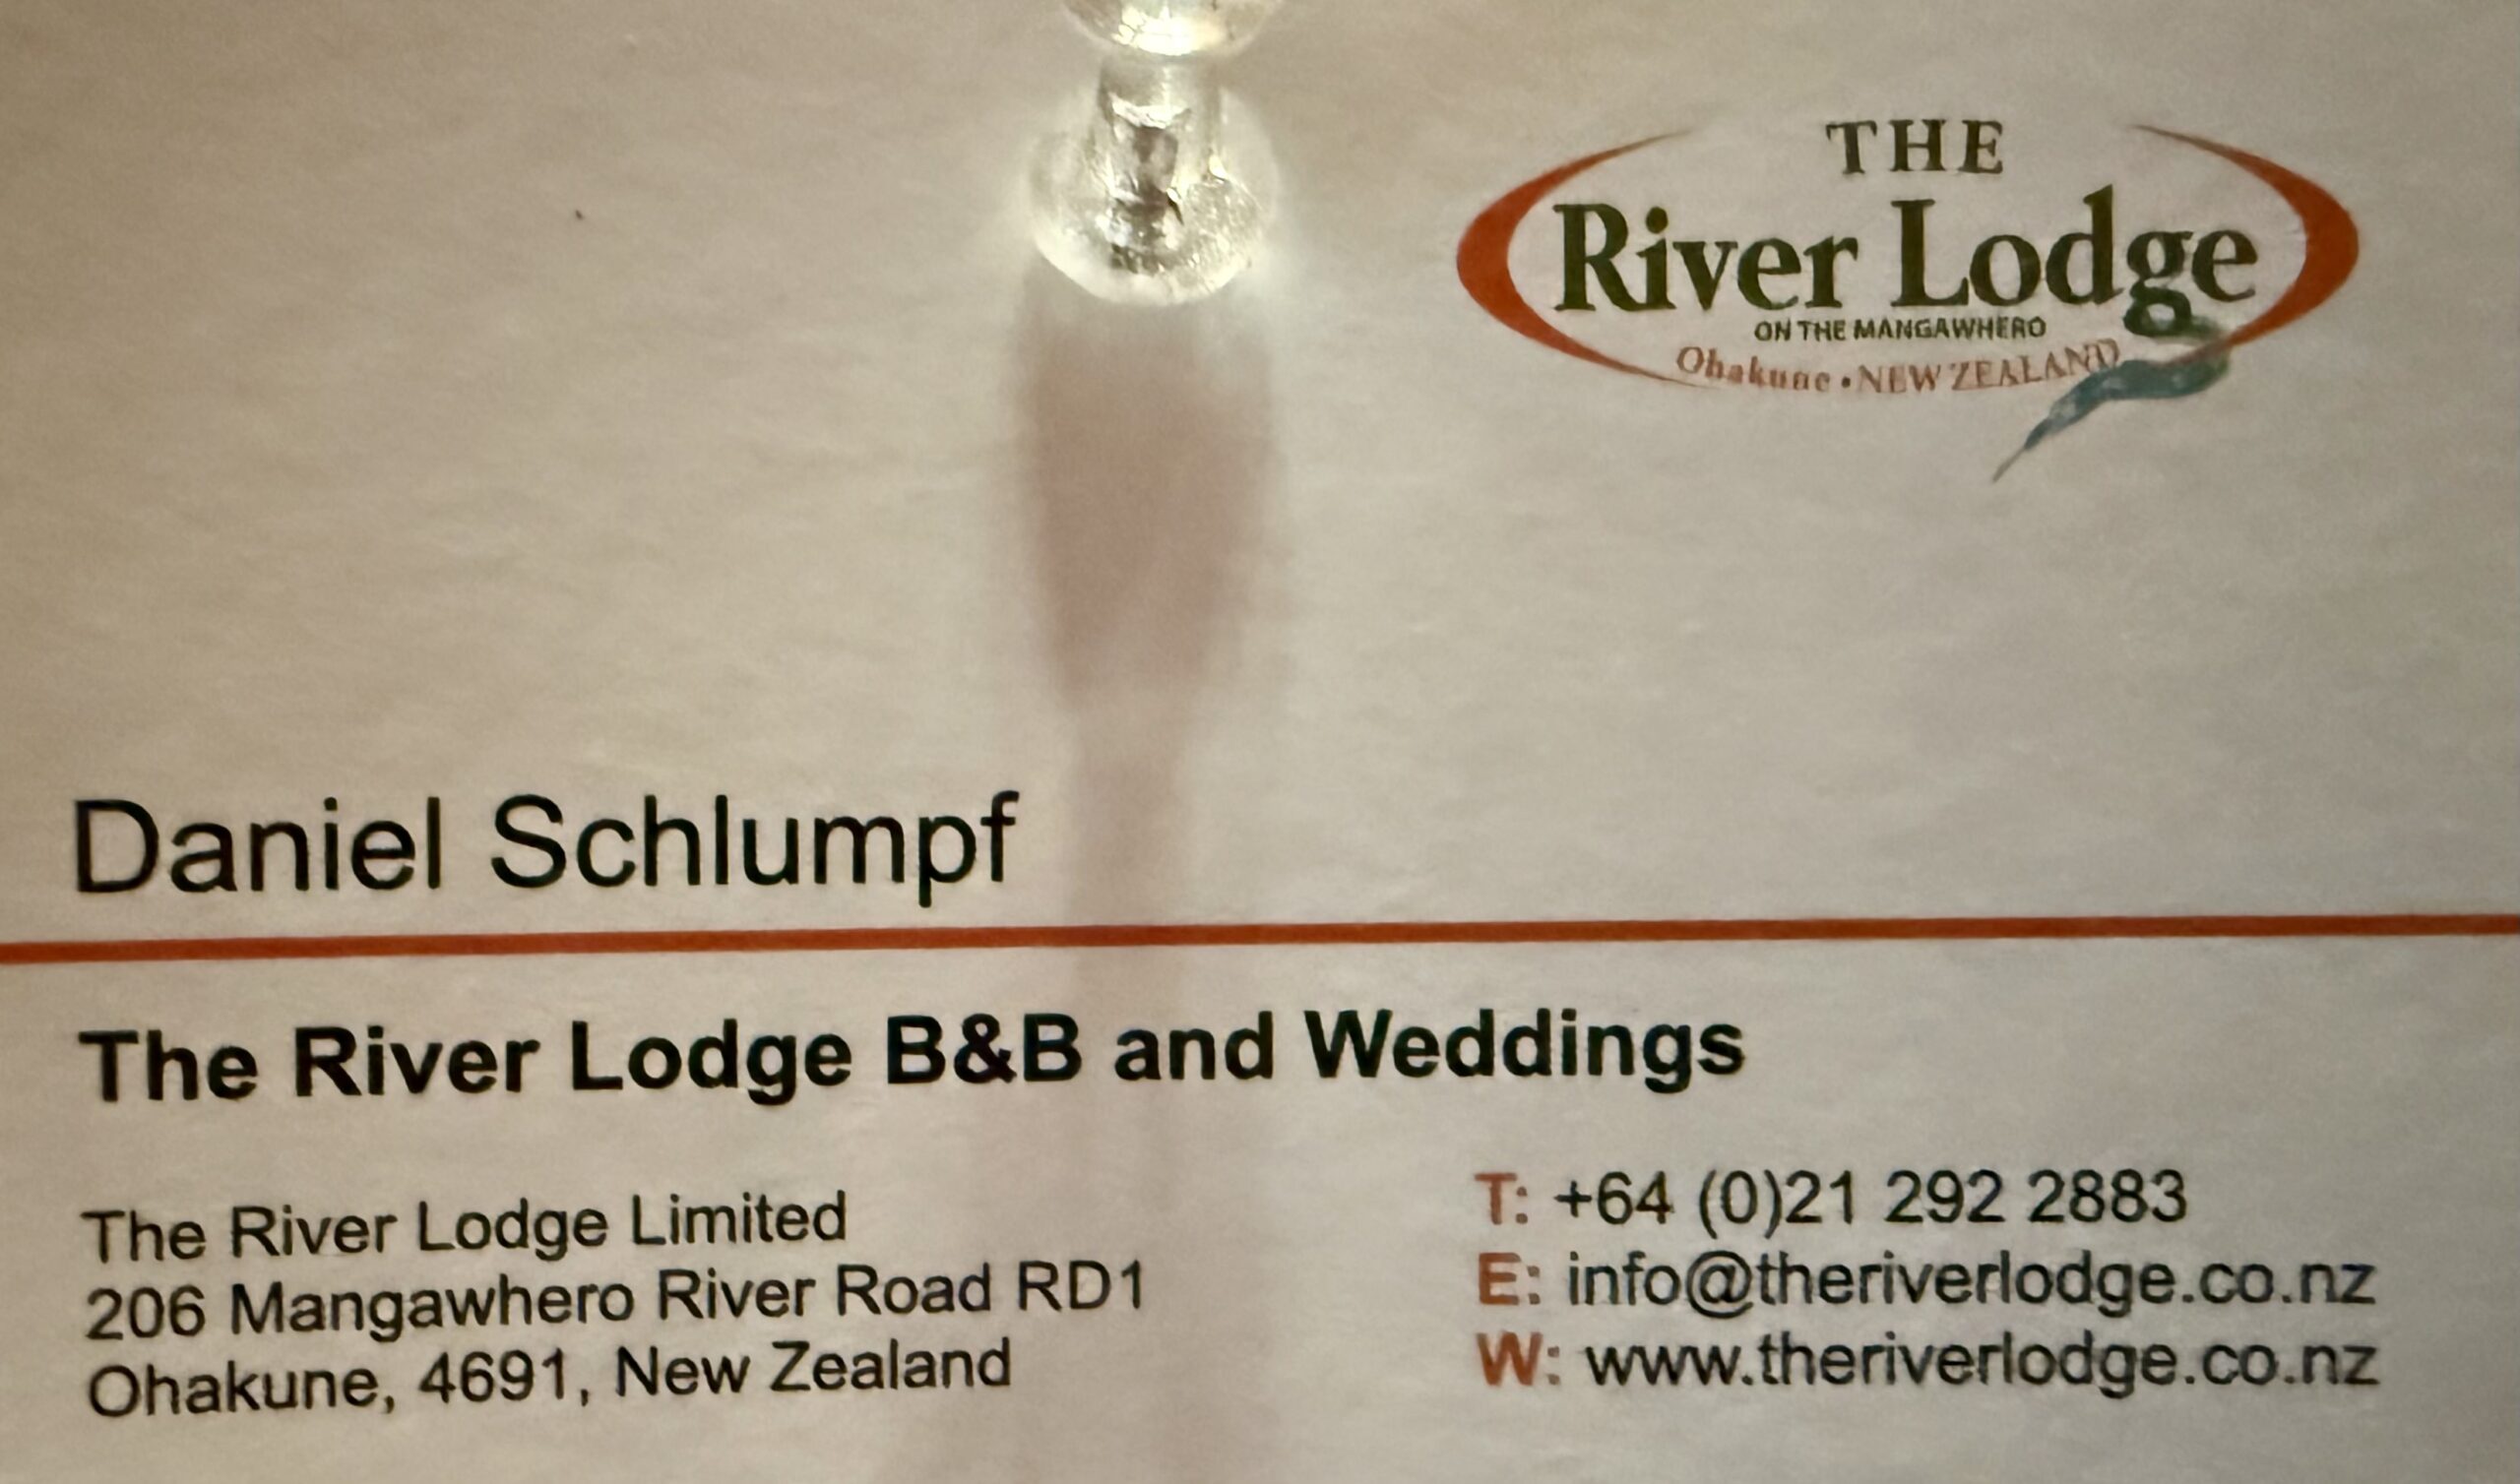 THE
River Lodge
ON THE MANGAWHERO
Ohakune • NEW ZEALAND
Daniel Schlumpf
The River Lodge B&B and Weddings
The River Lodge Limited
206 Mangawhero River Road RD1
Ohakune, 4691, New Zealand
T: +64 (0)21 292 2883
E: info@theriverlodge.co.nz
W: www.theriverlodge.co.nz